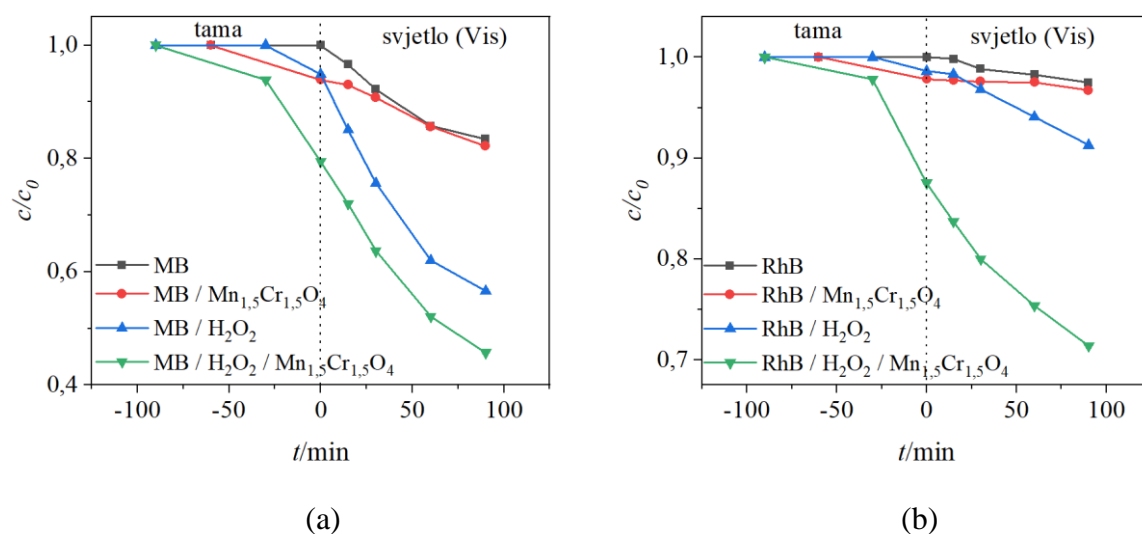 tama svjetlo (Vis)
1,0
0,8
0,6
0,4
c/c₀
MB
MB / Mn₁,₅Cr₁,₅O₄
MB / H₂O₂
MB / H₂O₂ / Mn₁,₅Cr₁,₅O₄
-100 -50 0 50 100
t/min
(a)
tama svjetlo (Vis)
1,0
0,9
0,8
0,7
c/c₀
RhB
RhB / Mn₁,₅Cr₁,₅O₄
RhB / H₂O₂
RhB / H₂O₂ / Mn₁,₅Cr₁,₅O₄
-100 -50 0 50 100
t/min
(b)